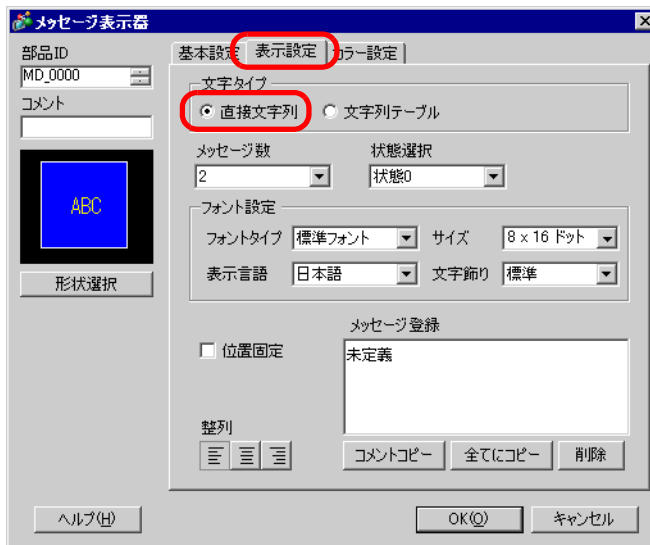 メッセージ表示器
部品ID
MD_0000
コメント
ABC
形状選択
基本設定 表示設定 カラー設定
文字タイプ
直接文字列 文字列テーブル
メッセージ数 状態選択
2 状態0
フォント設定
フォントタイプ 標準フォント サイズ 8 x 16 ドット
表示言語 日本語 文字飾り 標準
メッセージ登録
位置固定
未定義
整列
コメントコピー 全てにコピー 削除
ヘルプ(H) OK(O) キャンセル